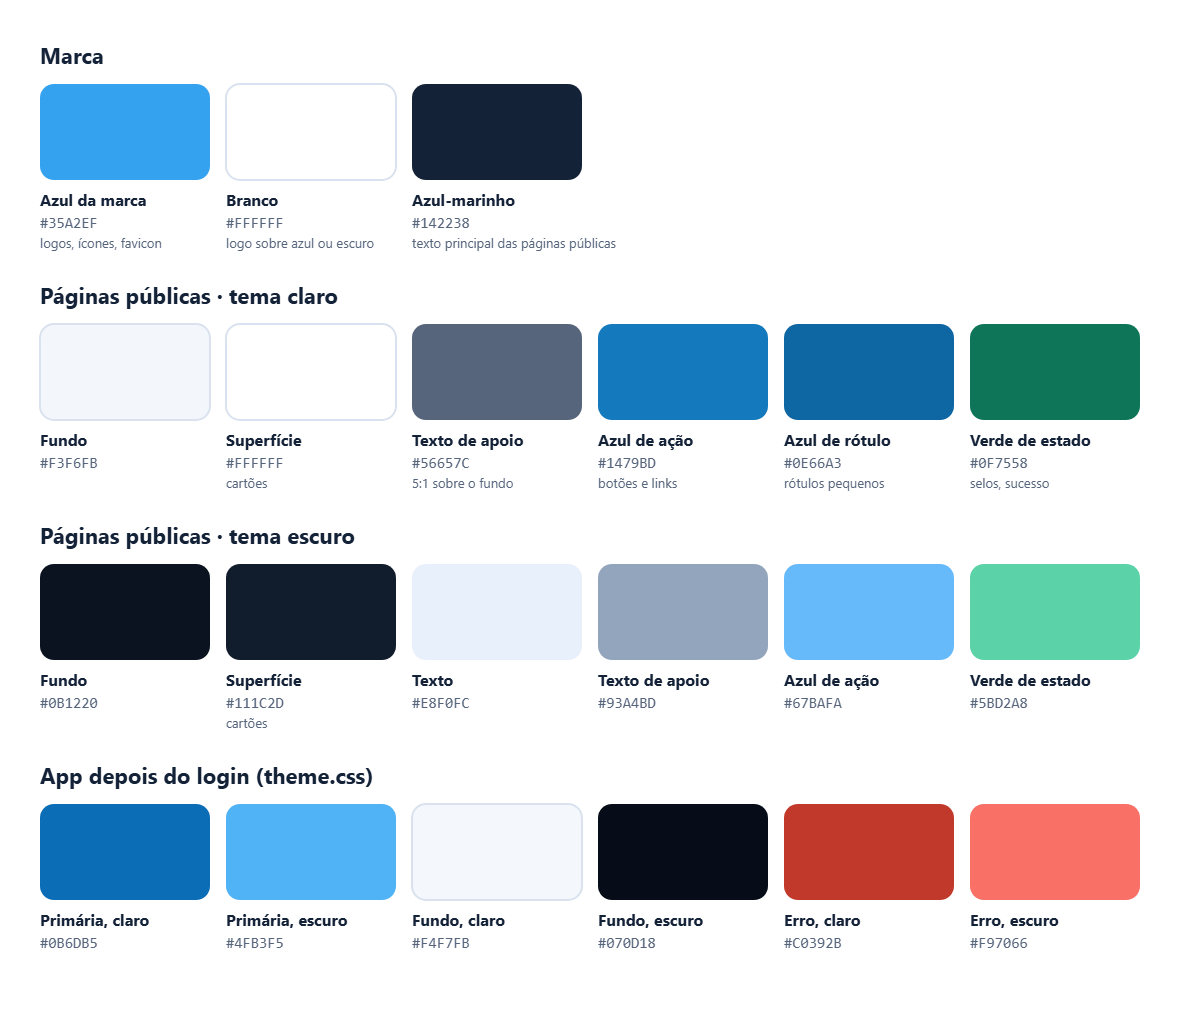 Marca
Azul da marca
#35A2EF
logos, ícones, favicon
Branco
#FFFFFF
logo sobre azul ou escuro
Azul-marinho
#142238
texto principal das páginas públicas
Páginas públicas · tema claro
Fundo
#F3F6FB
Superfície
#FFFFFF
cartões
Texto de apoio
#56657C
5:1 sobre o fundo
Azul de ação
#1479BD
botões e links
Azul de rótulo
#0E66A3
rótulos pequenos
Verde de estado
#0F7558
selos, sucesso
Páginas públicas · tema escuro
Fundo
#0B1220
Superfície
#111C2D
cartões
Texto
#E8F0FC
Texto de apoio
#93A4BD
Azul de ação
#67BAFA
Verde de estado
#5BD2A8
App depois do login (theme.css)
Primária, claro
#0B6DB5
Primária, escuro
#4FB3F5
Fundo, claro
#F4F7FB
Fundo, escuro
#070D18
Erro, claro
#C0392B
Erro, escuro
#F97066